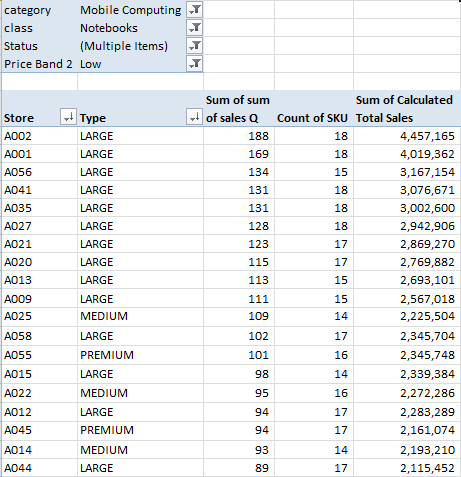 category Mobile Computing
class Notebooks
Status (Multiple Items)
Price Band 2 Low
Sum of sum Sum of Calculated
Store Type of sales Q Count of SKU Total Sales
A002 LARGE 188 18 4,457,165
A001 LARGE 169 18 4,019,362
A056 LARGE 134 15 3,167,154
A041 LARGE 131 18 3,076,671
A035 LARGE 131 18 3,002,600
A027 LARGE 128 18 2,942,906
A021 LARGE 123 17 2,869,270
A020 LARGE 115 17 2,769,882
A013 LARGE 113 15 2,693,101
A009 LARGE 111 15 2,567,018
A025 MEDIUM 109 14 2,225,504
A058 LARGE 102 17 2,345,704
A055 PREMIUM 101 16 2,345,748
A015 LARGE 98 14 2,339,384
A022 MEDIUM 95 16 2,272,286
A012 LARGE 94 17 2,283,289
A045 PREMIUM 94 17 2,161,074
A014 MEDIUM 93 14 2,193,210
A044 LARGE 89 17 2,115,452